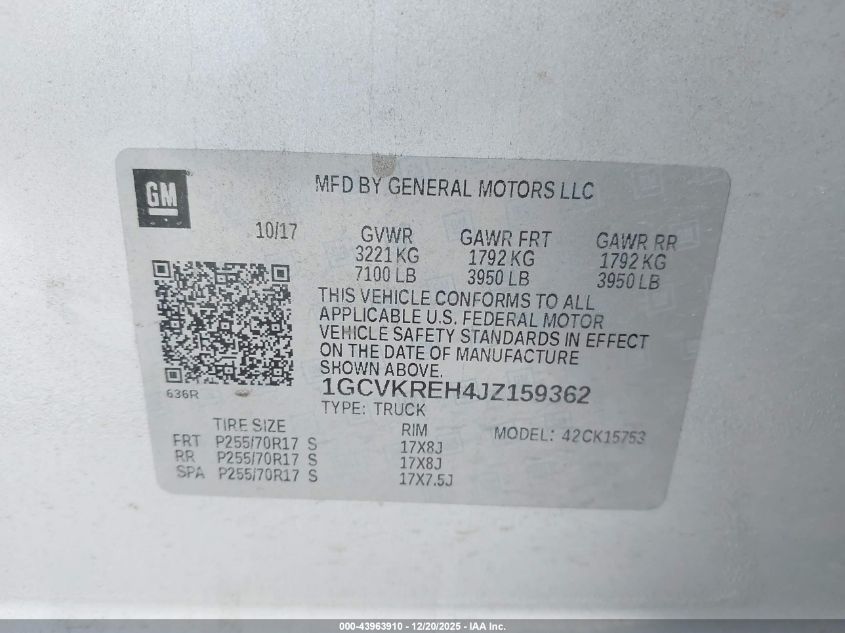 GM
MFD BY GENERAL MOTORS LLC
10/17
GVWR GAWR FRT GAWR RR
3221 KG 1792 KG 1792 KG
7100 LB 3950 LB 3950 LB
THIS VEHICLE CONFORMS TO ALL
APPLICABLE U.S. FEDERAL MOTOR
VEHICLE SAFETY STANDARDS IN EFFECT
ON THE DATE OF MANUFACTURE
SHOWN ABOVE.
636R
1GCVKREH4JZ159362
TYPE: TRUCK
TIRE SIZE RIM MODEL: 42CK15753
FRT P255/70R17 S 17X8J
RR P255/70R17 S 17X8J
SPA P255/70R17 S 17X7.5J
000-43963910 - 12/20/2025 - IAA Inc.